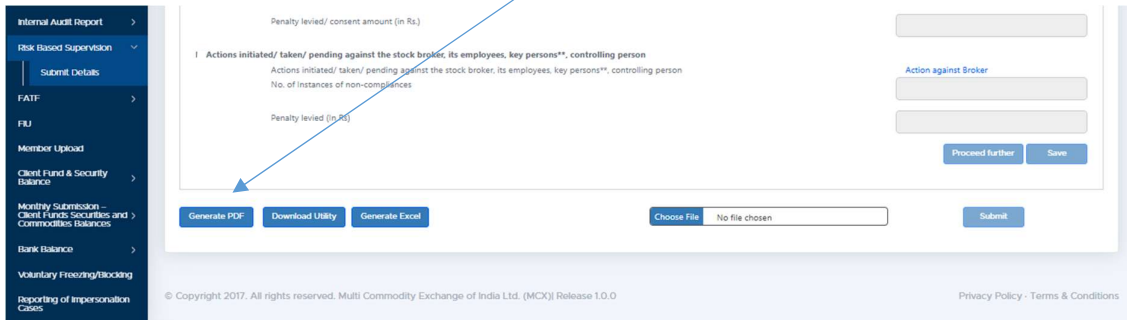 Internal Audit Report
Risk Based Supervision
Submit Details
FATF
FIU
Member Upload
Client Fund & Security
Balance
Monthly Submission –
Client Funds Securities and
Commodities Balances
Bank Balance
Voluntary Freezing/Blocking
Reporting of Impersonation
Cases
Penalty levied/ consent amount (in Rs.)
I Actions initiated/ taken/ pending against the stock broker, its employees, key persons**, controlling person
Actions initiated/ taken/ pending against the stock broker, its employees, key persons**, controlling person
Action against Broker
No. of Instances of non-compliances
Penalty levied (In Rs)
Proceed further
Save
Generate PDF
Download Utility
Generate Excel
Choose File No file chosen
Submit
© Copyright 2017. All rights reserved. Multi Commodity Exchange of India Ltd. (MCX)| Release 1.0.0
Privacy Policy - Terms & Conditions